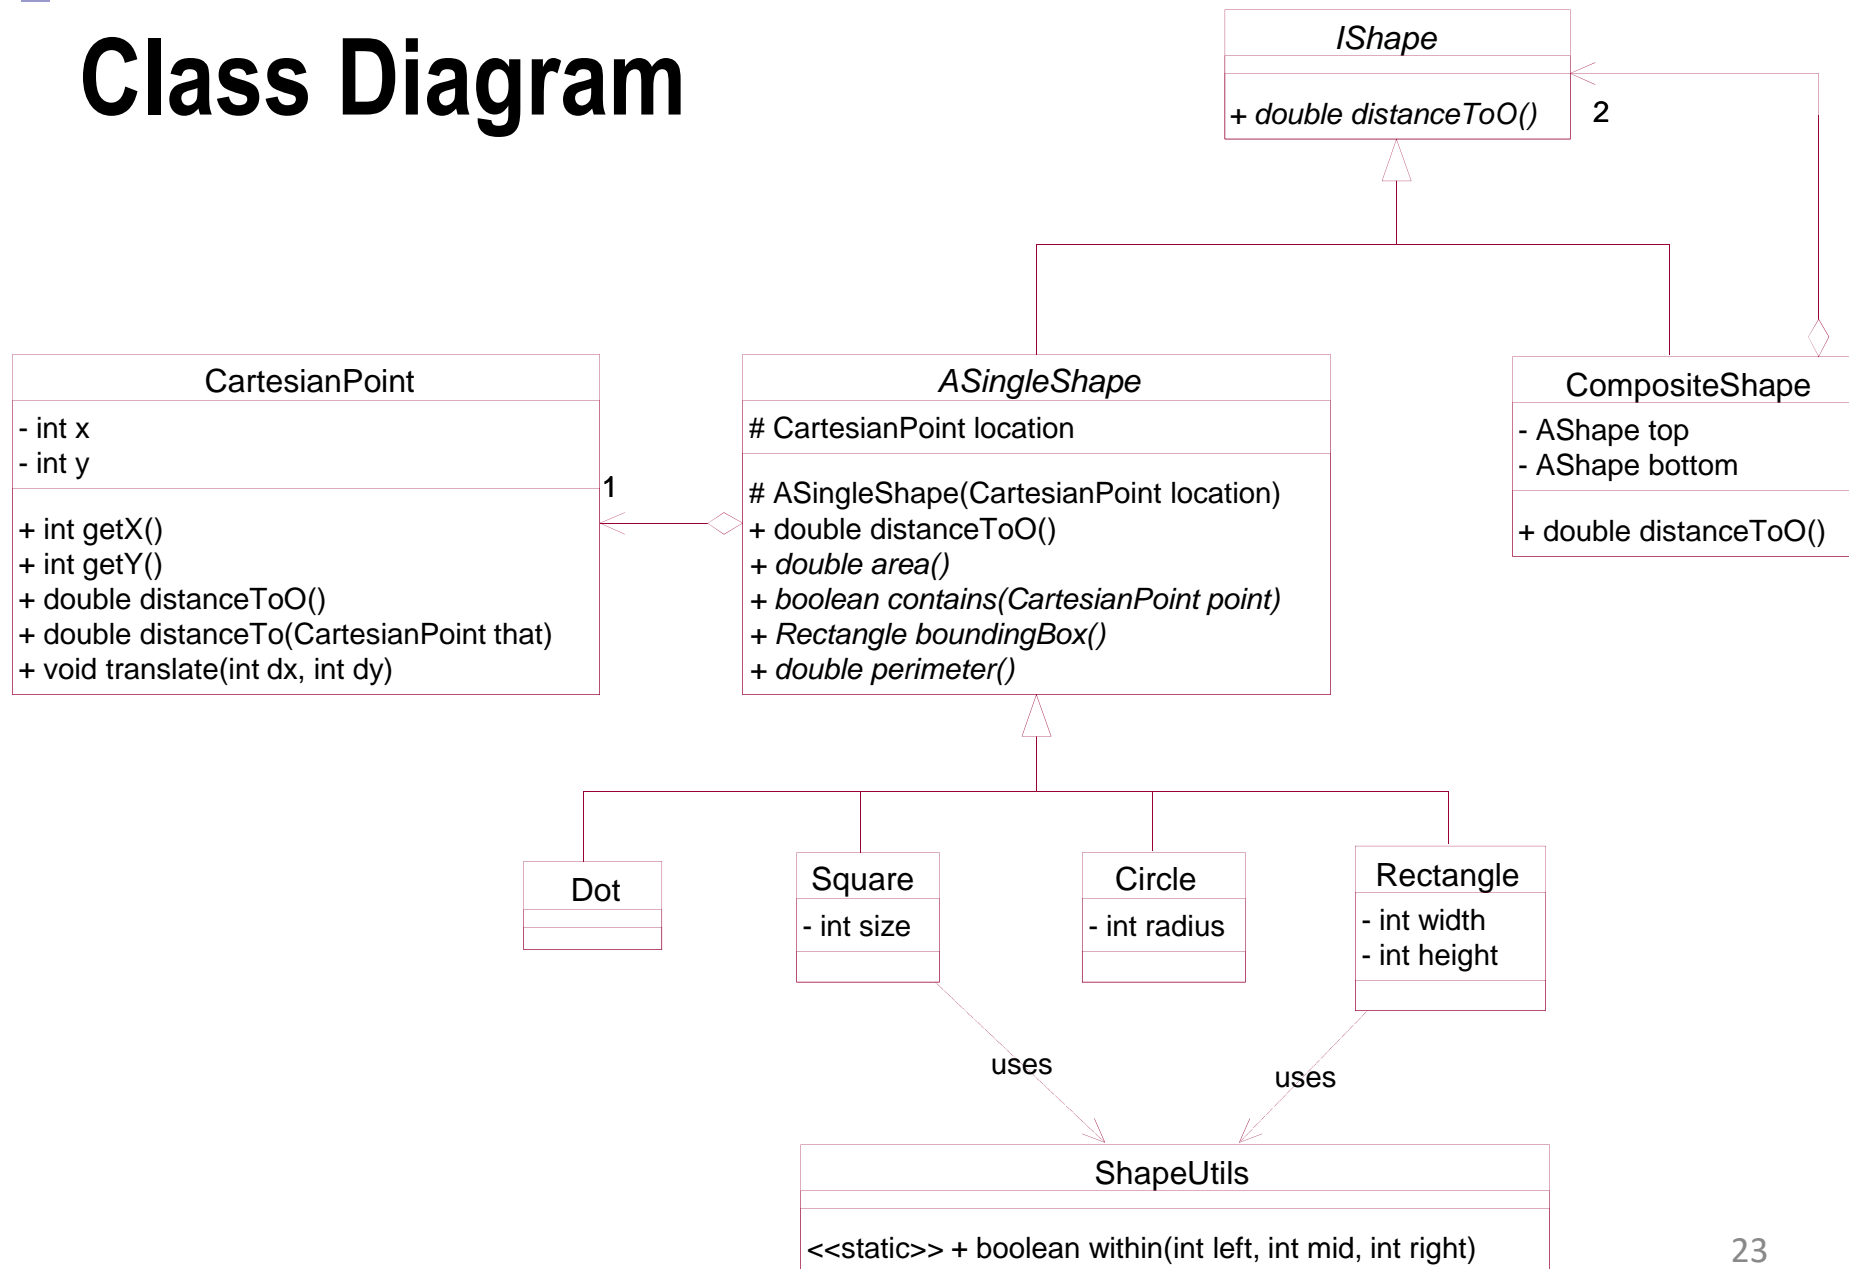 Class Diagram
IShape
+ double distanceToO()
2
CartesianPoint
- int x
- int y
+ int getX()
+ int getY()
+ double distanceToO()
+ double distanceTo(CartesianPoint that)
+ void translate(int dx, int dy)
1
ASingleShape
# CartesianPoint location
# ASingleShape(CartesianPoint location)
+ double distanceToO()
+ double area()
+ boolean contains(CartesianPoint point)
+ Rectangle boundingBox()
+ double perimeter()
CompositeShape
- AShape top
- AShape bottom
+ double distanceToO()
Dot
Square
- int size
Circle
- int radius
Rectangle
- int width
- int height
uses
uses
ShapeUtils
<<static>> + boolean within(int left, int mid, int right)
23